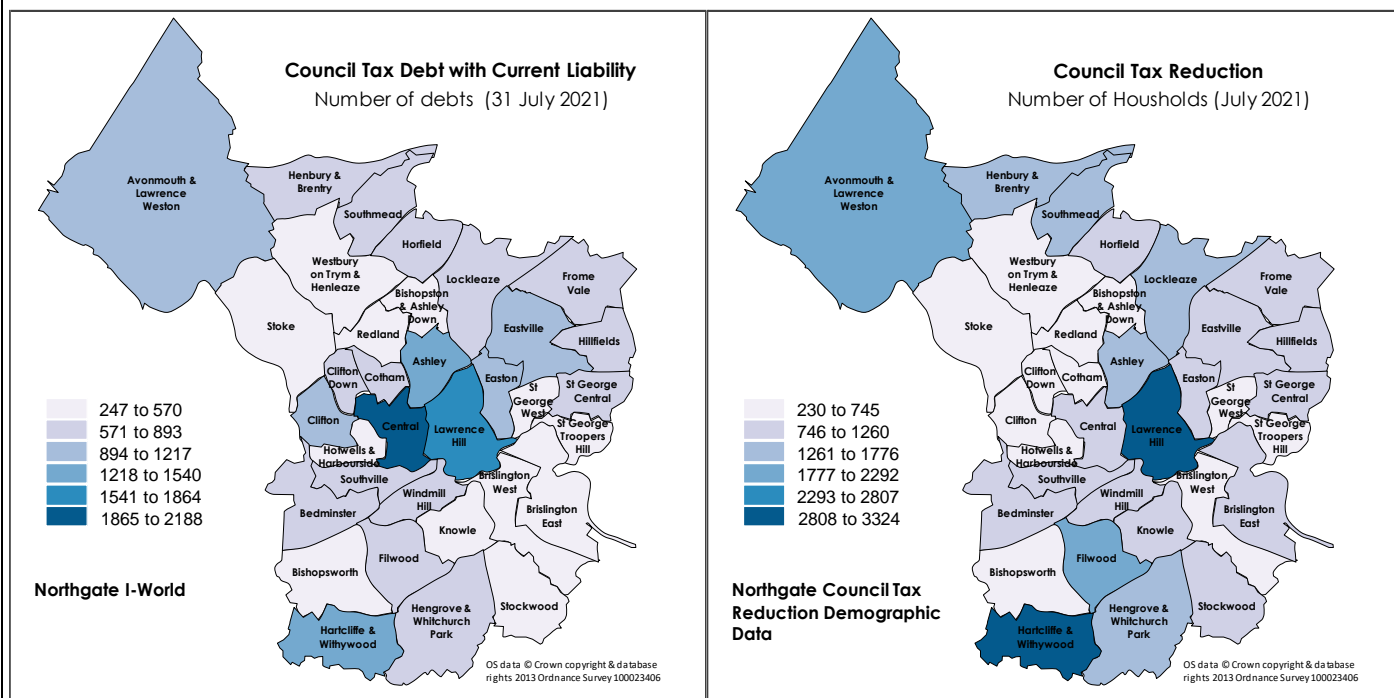 Council Tax Debt with Current Liability
Number of debts (31 July 2021)
Avonmouth &
Lawrence
Weston
Henbury &
Brentry
Southmead
Horfield
Westbury
on Trym &
Henleaze
Lockleaze
Frome
Vale
Bishopston
& Ashley
Down
Stoke
Redland
Eastville
Hillfields
Ashley
Clifton
Down
Cotham
Easton
St
George
West
St George
Central
Clifton
Central
Lawrence
Hill
St George
Troopers
Hill
Hotwells &
Harbourside
Southville
Brislington
West
Windmill
Hill
Bedminster
Brislington
East
Knowle
Filwood
Bishopsworth
Stockwood
Hengrove &
Whitchurch
Park
Hartcliffe &
Withywood
247 to 570
571 to 893
894 to 1217
1218 to 1540
1541 to 1864
1865 to 2188
Northgate I-World
OS data © Crown copyright & database
rights 2013 Ordnance Survey 100023406
Council Tax Reduction
Number of Housholds (July 2021)
Avonmouth &
Lawrence
Weston
Henbury &
Brentry
Southmead
Horfield
Westbury
on Trym &
Henleaze
Lockleaze
Frome
Vale
Bishopston
& Ashley
Down
Stoke
Redland
Eastville
Hillfields
Ashley
Clifton
Down
Cotham
Easton
St
George
West
St George
Central
Clifton
Central
Lawrence
Hill
St George
Troopers
Hill
Hotwells &
Harbourside
Southville
Brislington
West
Windmill
Hill
Bedminster
Brislington
East
Knowle
Filwood
Bishopsworth
Stockwood
Hengrove &
Whitchurch
Park
Hartcliffe &
Withywood
230 to 745
746 to 1260
1261 to 1776
1777 to 2292
2293 to 2807
2808 to 3324
Northgate Council Tax
Reduction Demographic
Data
OS data © Crown copyright & database
rights 2013 Ordnance Survey 100023406